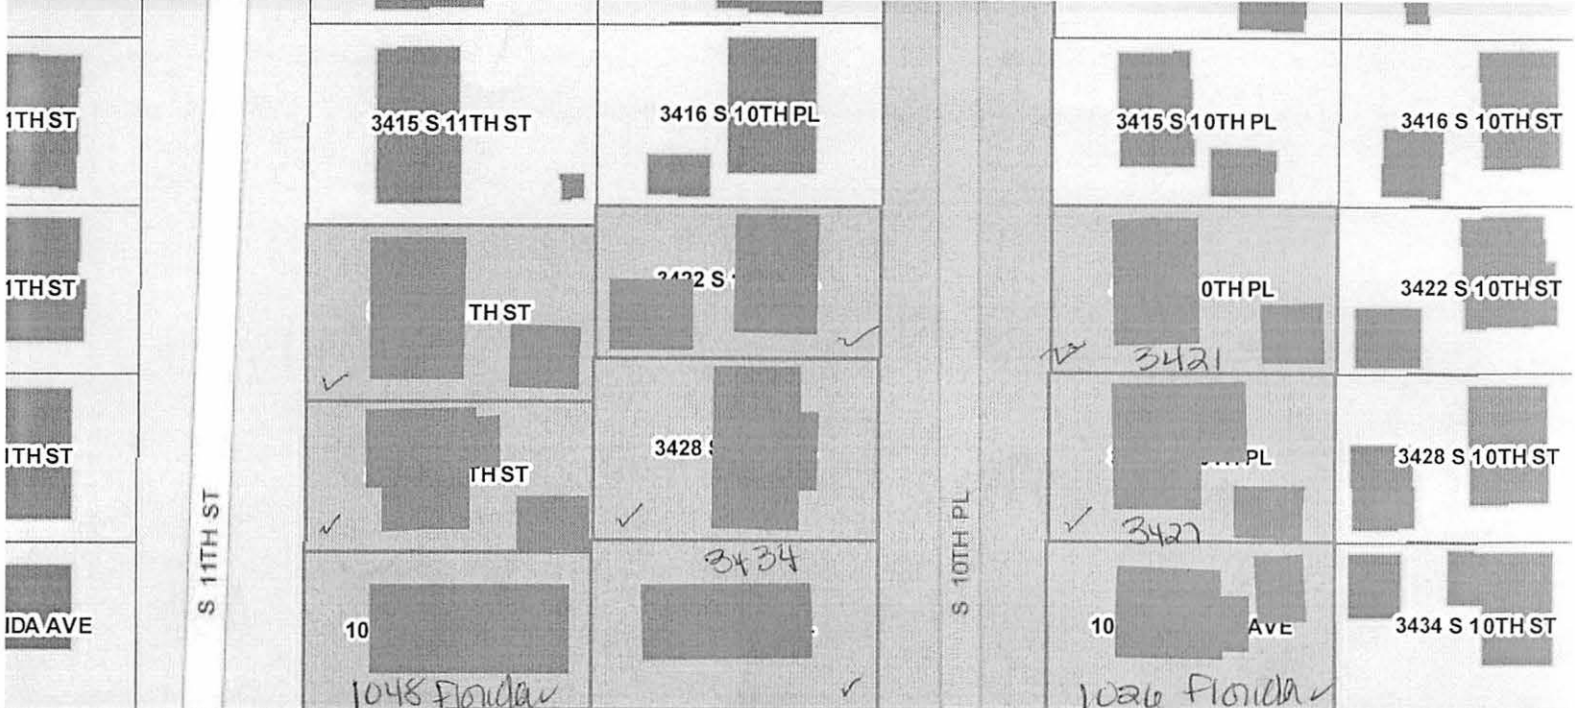 1TH ST
3415 S 11TH ST
3416 S 10TH PL
3415 S 10TH PL
3416 S 10TH ST
1TH ST
TH ST
3422 S
0TH PL
3422 S 10TH ST
3421
1TH ST
TH ST
3428 S
PL
3428 S 10TH ST
3427
S 11TH ST
S 10TH PL
3434
IDA AVE
10
10
AVE
3434 S 10TH ST
1048 Florida
1026 Florida